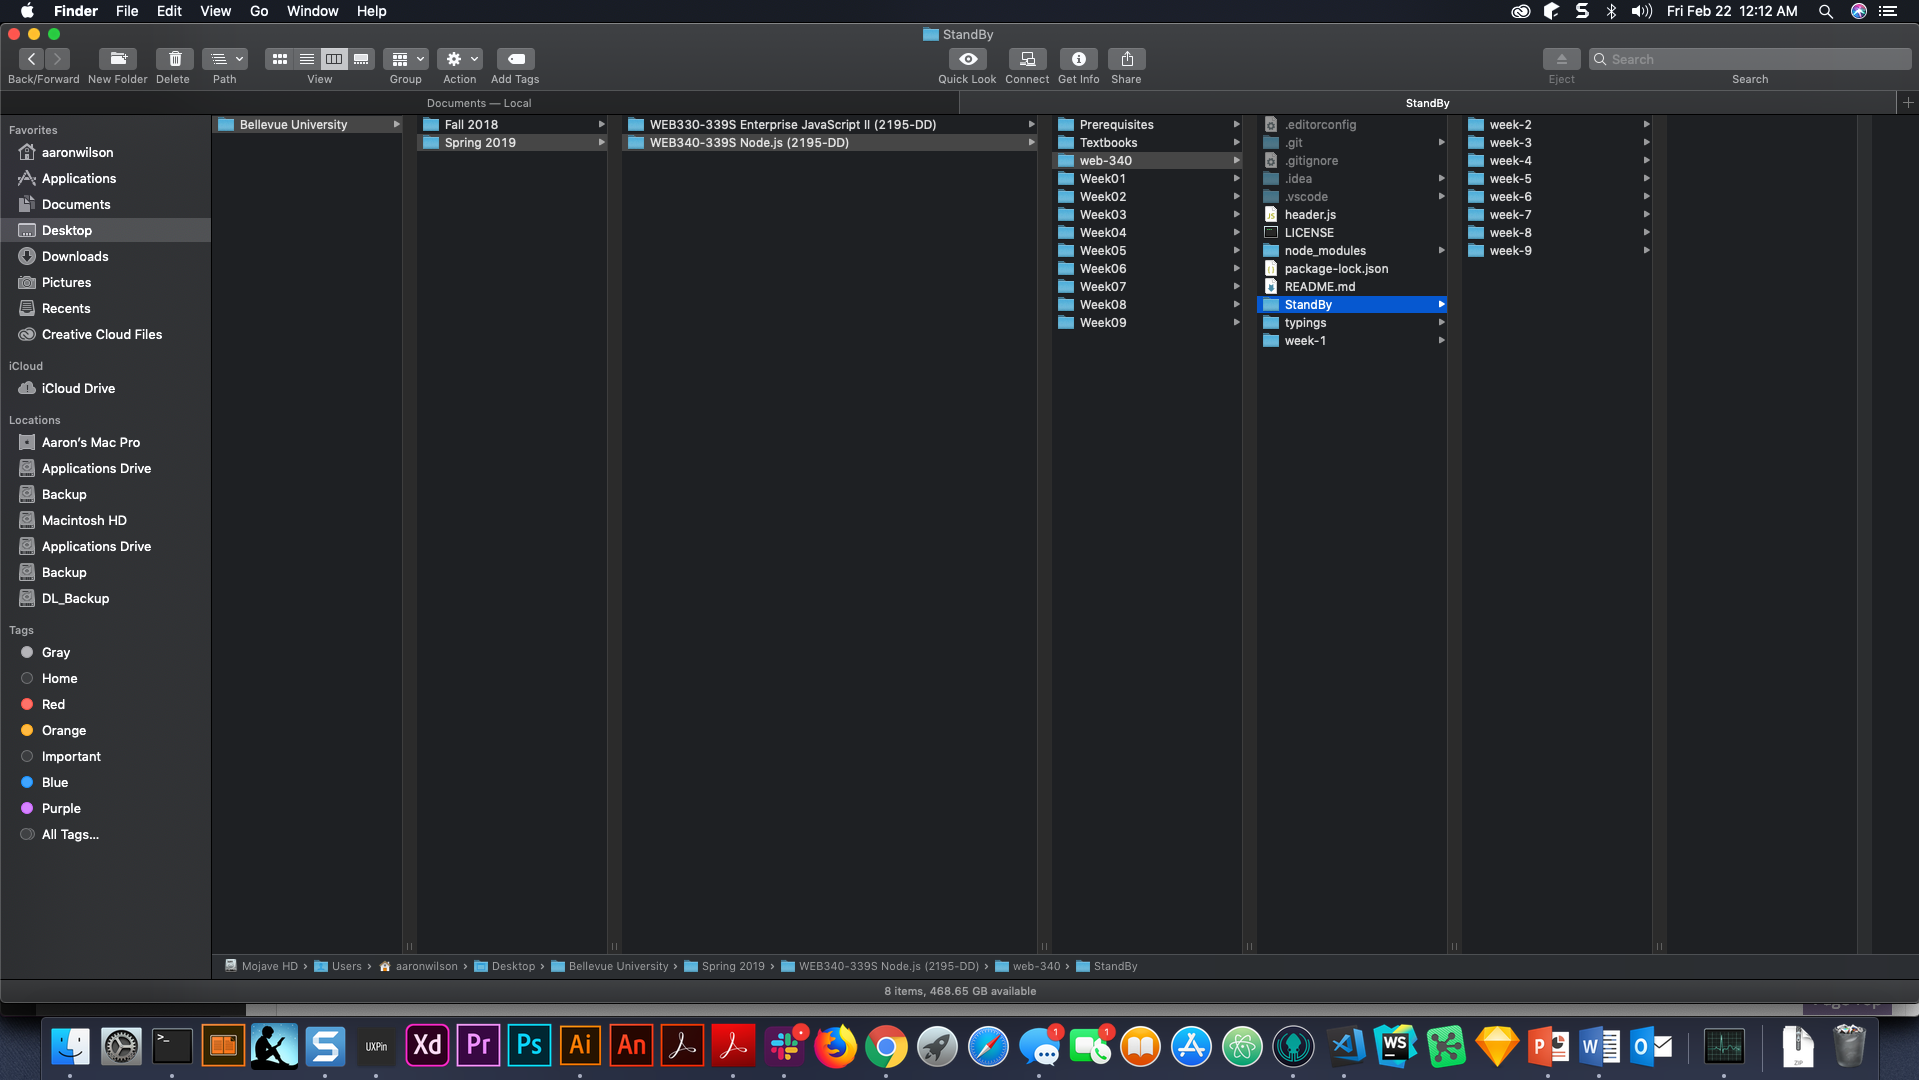 Finder File Edit View Go Window Help
Fri Feb 22 12:12 AM
StandBy
Back/Forward New Folder Delete Path View Group Action Add Tags Quick Look Connect Get Info Share Eject Search
Search
Documents — Local
StandBy
Favorites
aaronwilson
Applications
Documents
Desktop
Downloads
Pictures
Recents
Creative Cloud Files
iCloud
iCloud Drive
Locations
Aaron's Mac Pro
Applications Drive
Backup
Macintosh HD
Applications Drive
Backup
DL_Backup
Tags
Gray
Home
Red
Orange
Important
Blue
Purple
All Tags...
Bellevue University
Fall 2018
Spring 2019
WEB330-339S Enterprise JavaScript II (2195-DD)
WEB340-339S Node.js (2195-DD)
Prerequisites
Textbooks
web-340
Week01
Week02
Week03
Week04
Week05
Week06
Week07
Week08
Week09
.editorconfig
.git
.gitignore
.idea
.vscode
header.js
LICENSE
node_modules
package-lock.json
README.md
StandBy
typings
week-1
week-2
week-3
week-4
week-5
week-6
week-7
week-8
week-9
Mojave HD › Users › aaronwilson › Desktop › Bellevue University › Spring 2019 › WEB340-339S Node.js (2195-DD) › web-340 › StandBy
8 items, 468.65 GB available
UXPin Xd Pr Ps Ai An 1 1 WS P W O ZIP